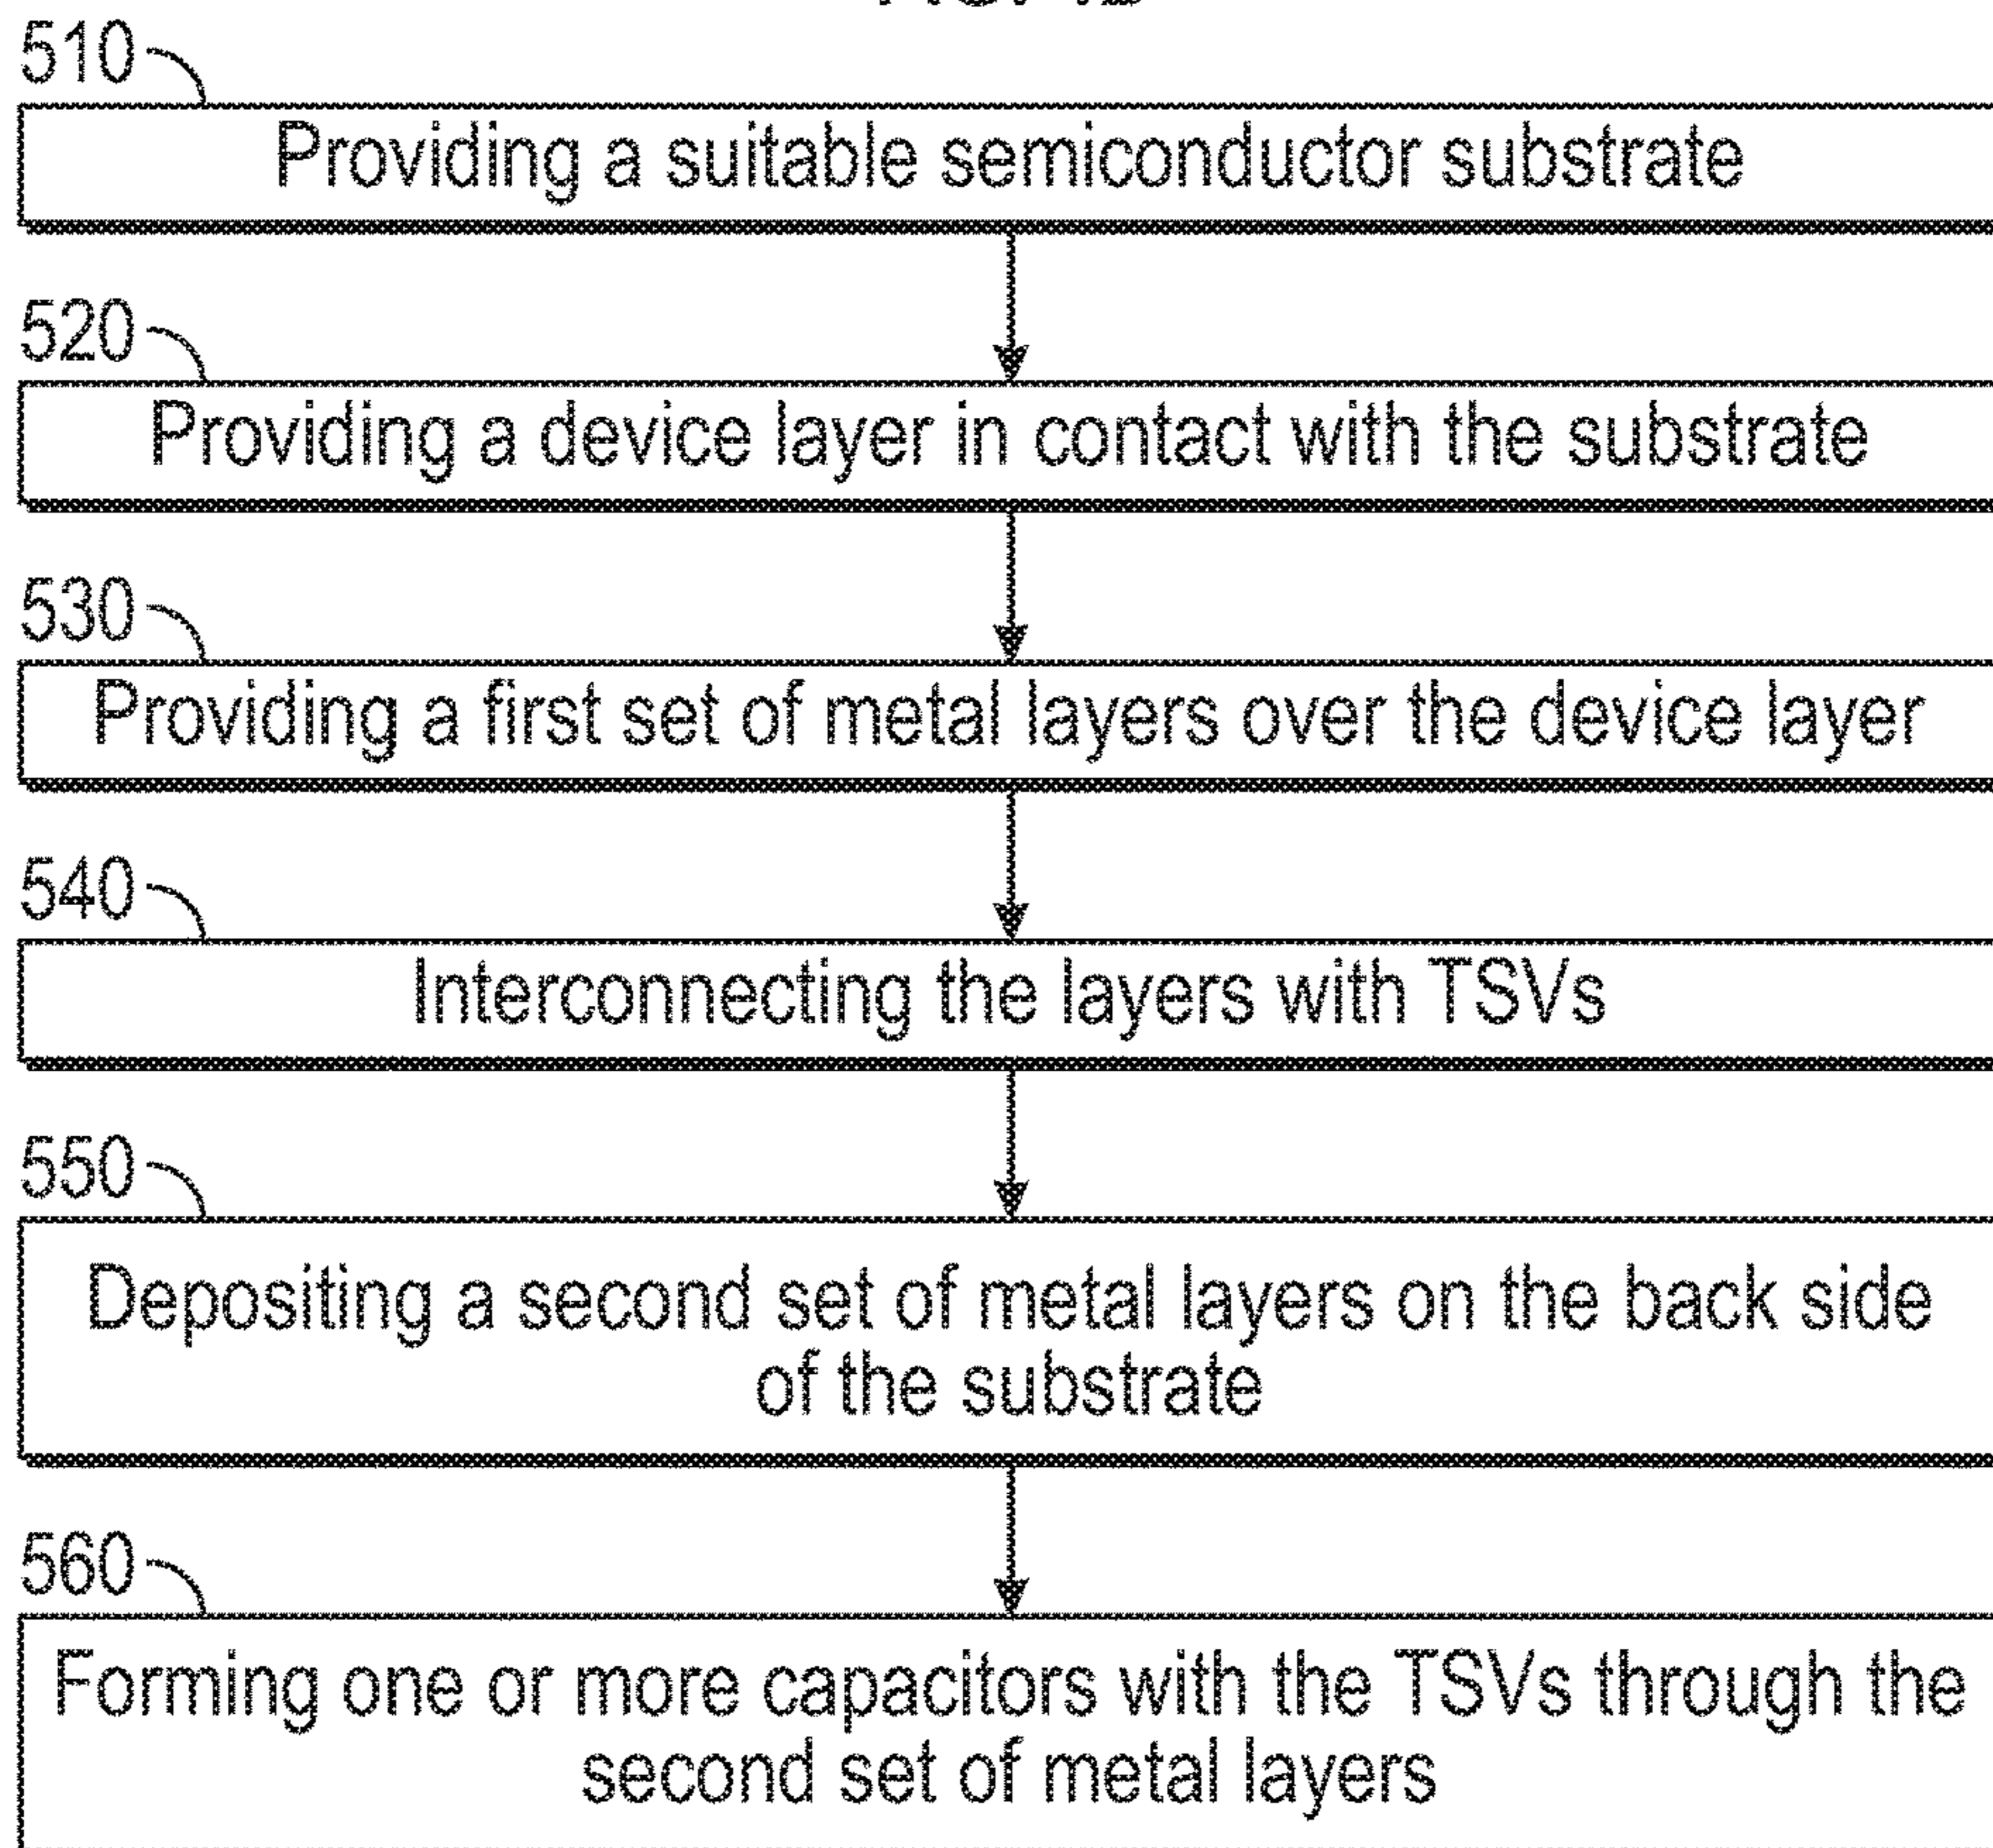 510
Providing a suitable semiconductor substrate
520
Providing a device layer in contact with the substrate
530
Providing a first set of metal layers over the device layer
540
Interconnecting the layers with TSVs
550
Depositing a second set of metal layers on the back side
of the substrate
560
Forming one or more capacitors with the TSVs through the
second set of metal layers